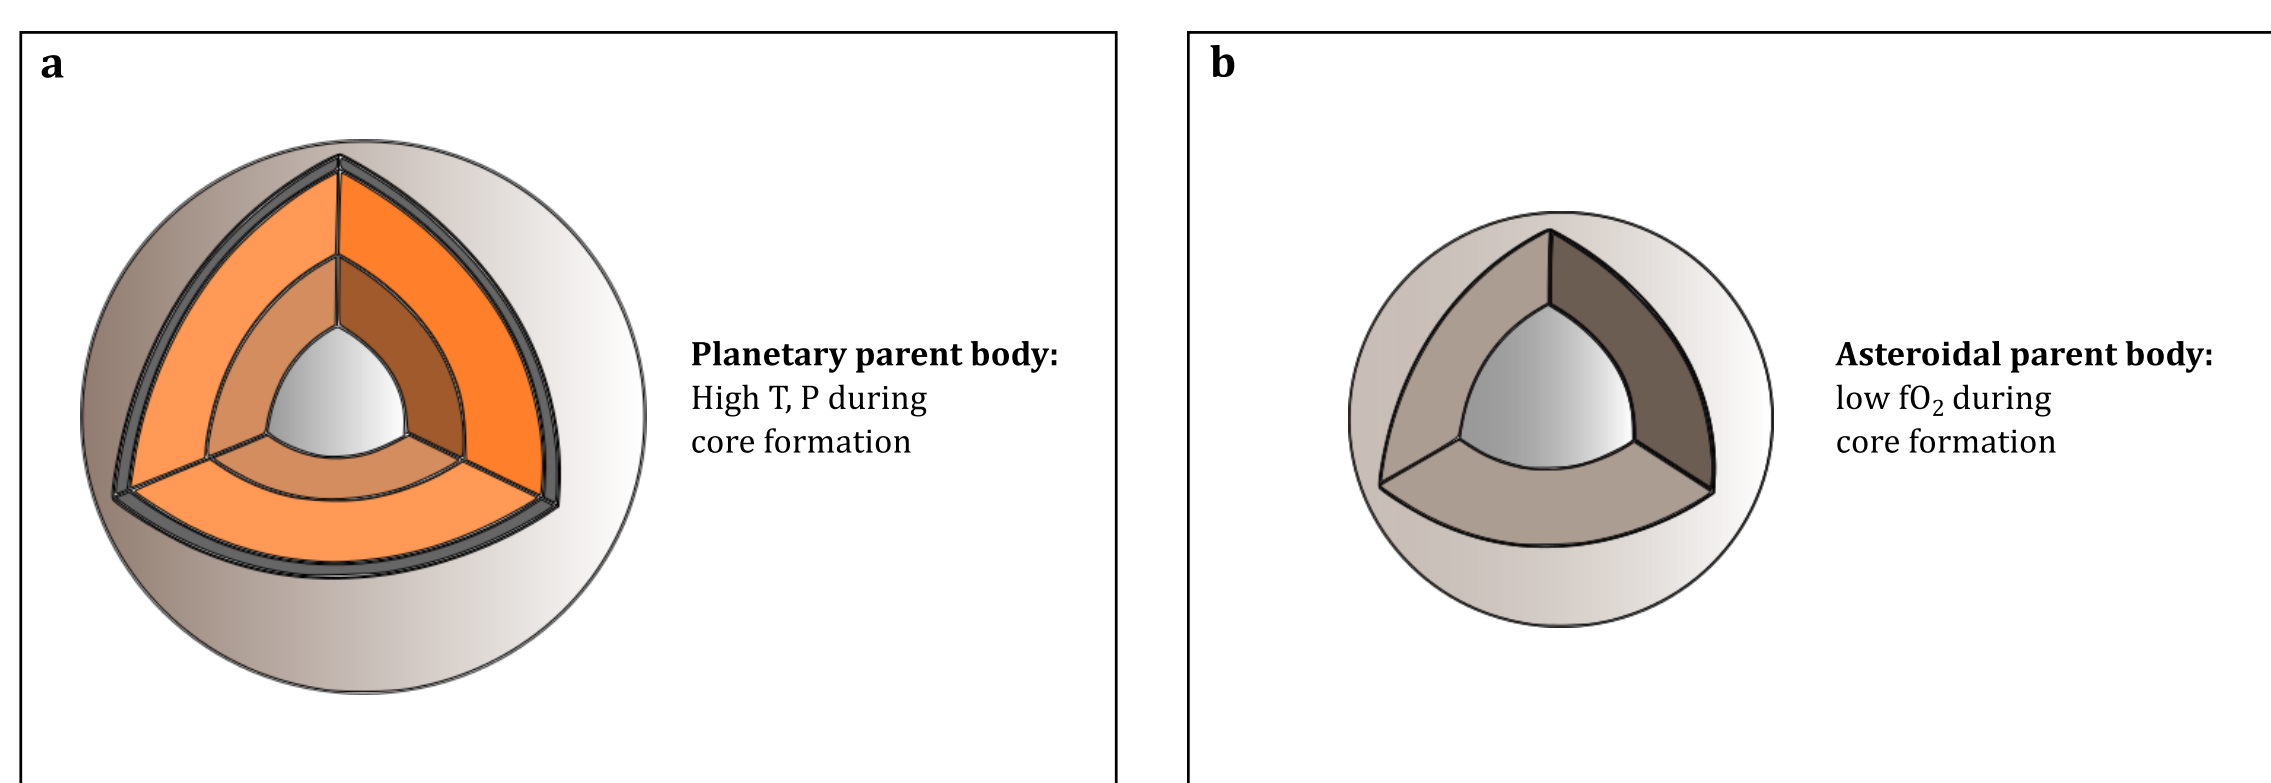 a
Planetary parent body:
High T, P during
core formation
b
Asteroidal parent body:
low fO₂ during
core formation